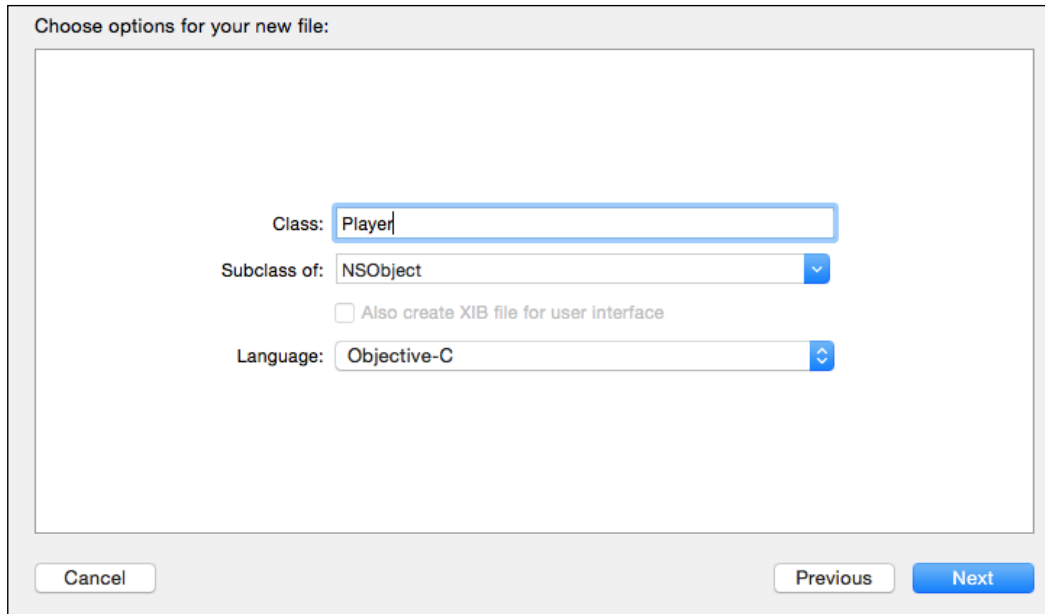 Choose options for your new file:
Class: Player
Subclass of: NSObject
Also create XIB file for user interface
Language: Objective-C
Cancel Previous Next